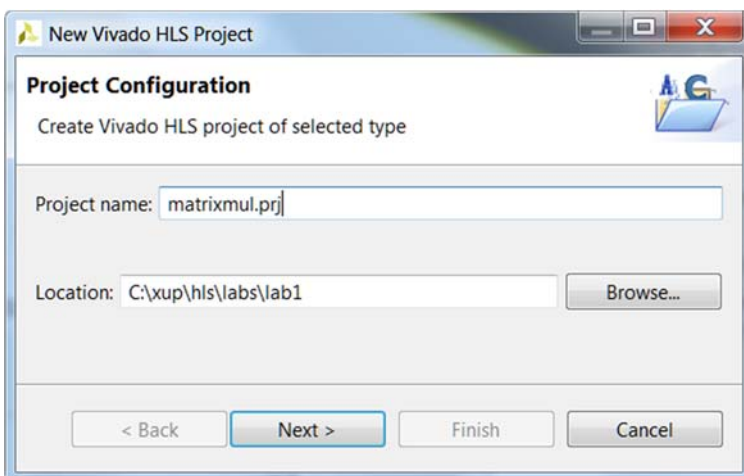 New Vivado HLS Project
Project Configuration
Create Vivado HLS project of selected type
Project name: matrixmul.prj
Location: C:\xup\hls\labs\lab1 Browse...
< Back Next > Finish Cancel